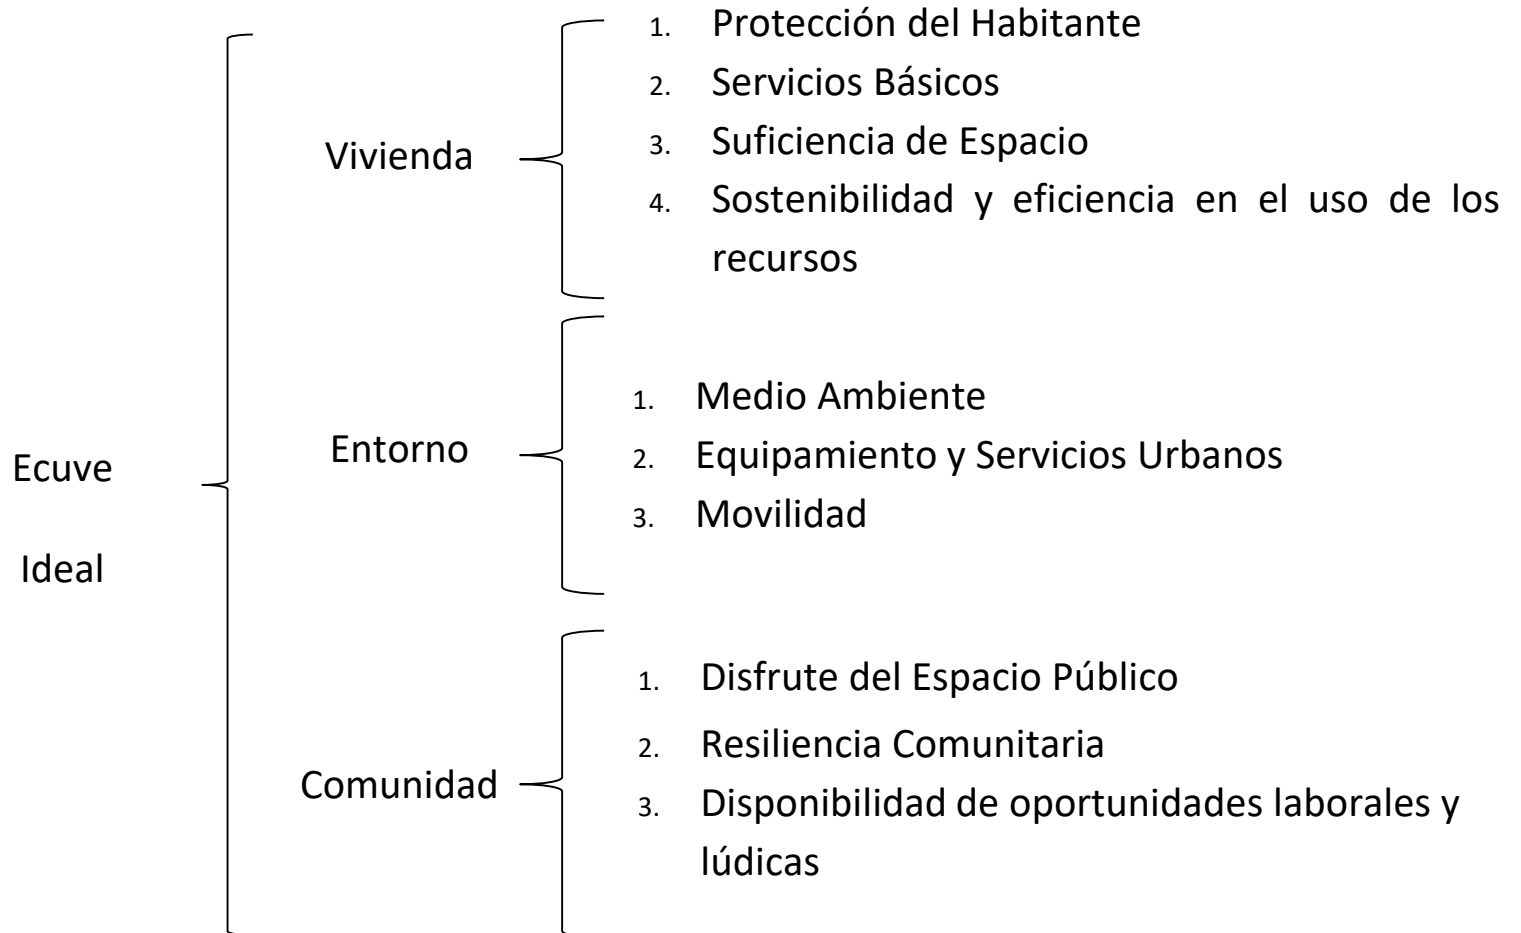 Ecuve
Ideal
Vivienda
1. Protección del Habitante
2. Servicios Básicos
3. Suficiencia de Espacio
4. Sostenibilidad y eficiencia en el uso de los
recursos
Entorno
1. Medio Ambiente
2. Equipamiento y Servicios Urbanos
3. Movilidad
Comunidad
1. Disfrute del Espacio Público
2. Resiliencia Comunitaria
3. Disponibilidad de oportunidades laborales y
lúdicas